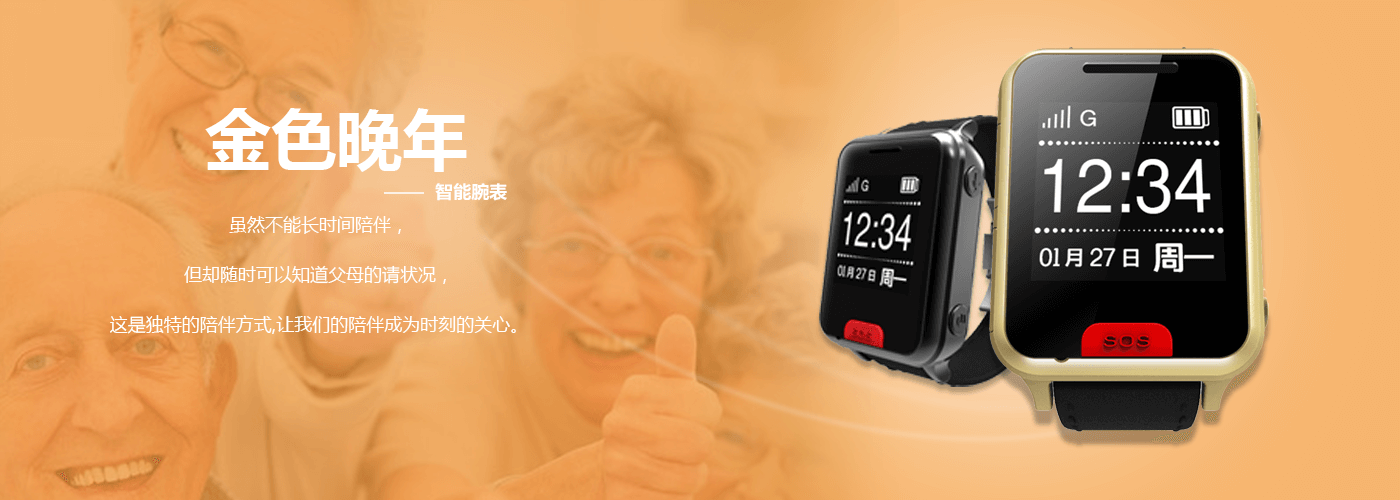 金色晚年
—— 智能腕表
虽然不能长时间陪伴，
但却随时可以知道父母的请状况，
这是独特的陪伴方式,让我们的陪伴成为时刻的关心。
G
12:34
01月27日 周一
SOS
G
12:34
01月27日 周一
SOS